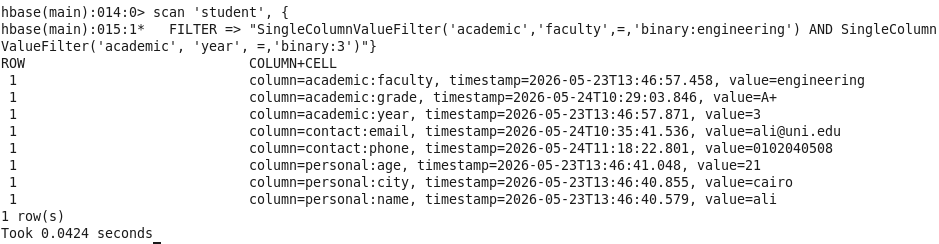 hbase(main):014:0> scan 'student', {
hbase(main):015:1*   FILTER => "SingleColumnValueFilter('academic','faculty',=,'binary:engineering') AND SingleColumn
ValueFilter('academic', 'year', =,'binary:3')"}
ROW                          COLUMN+CELL
 1                           column=academic:faculty, timestamp=2026-05-23T13:46:57.458, value=engineering
 1                           column=academic:grade, timestamp=2026-05-24T10:29:03.846, value=A+
 1                           column=academic:year, timestamp=2026-05-23T13:46:57.871, value=3
 1                           column=contact:email, timestamp=2026-05-24T10:35:41.536, value=ali@uni.edu
 1                           column=contact:phone, timestamp=2026-05-24T11:18:22.801, value=0102040508
 1                           column=personal:age, timestamp=2026-05-23T13:46:41.048, value=21
 1                           column=personal:city, timestamp=2026-05-23T13:46:40.855, value=cairo
 1                           column=personal:name, timestamp=2026-05-23T13:46:40.579, value=ali
1 row(s)
Took 0.0424 seconds